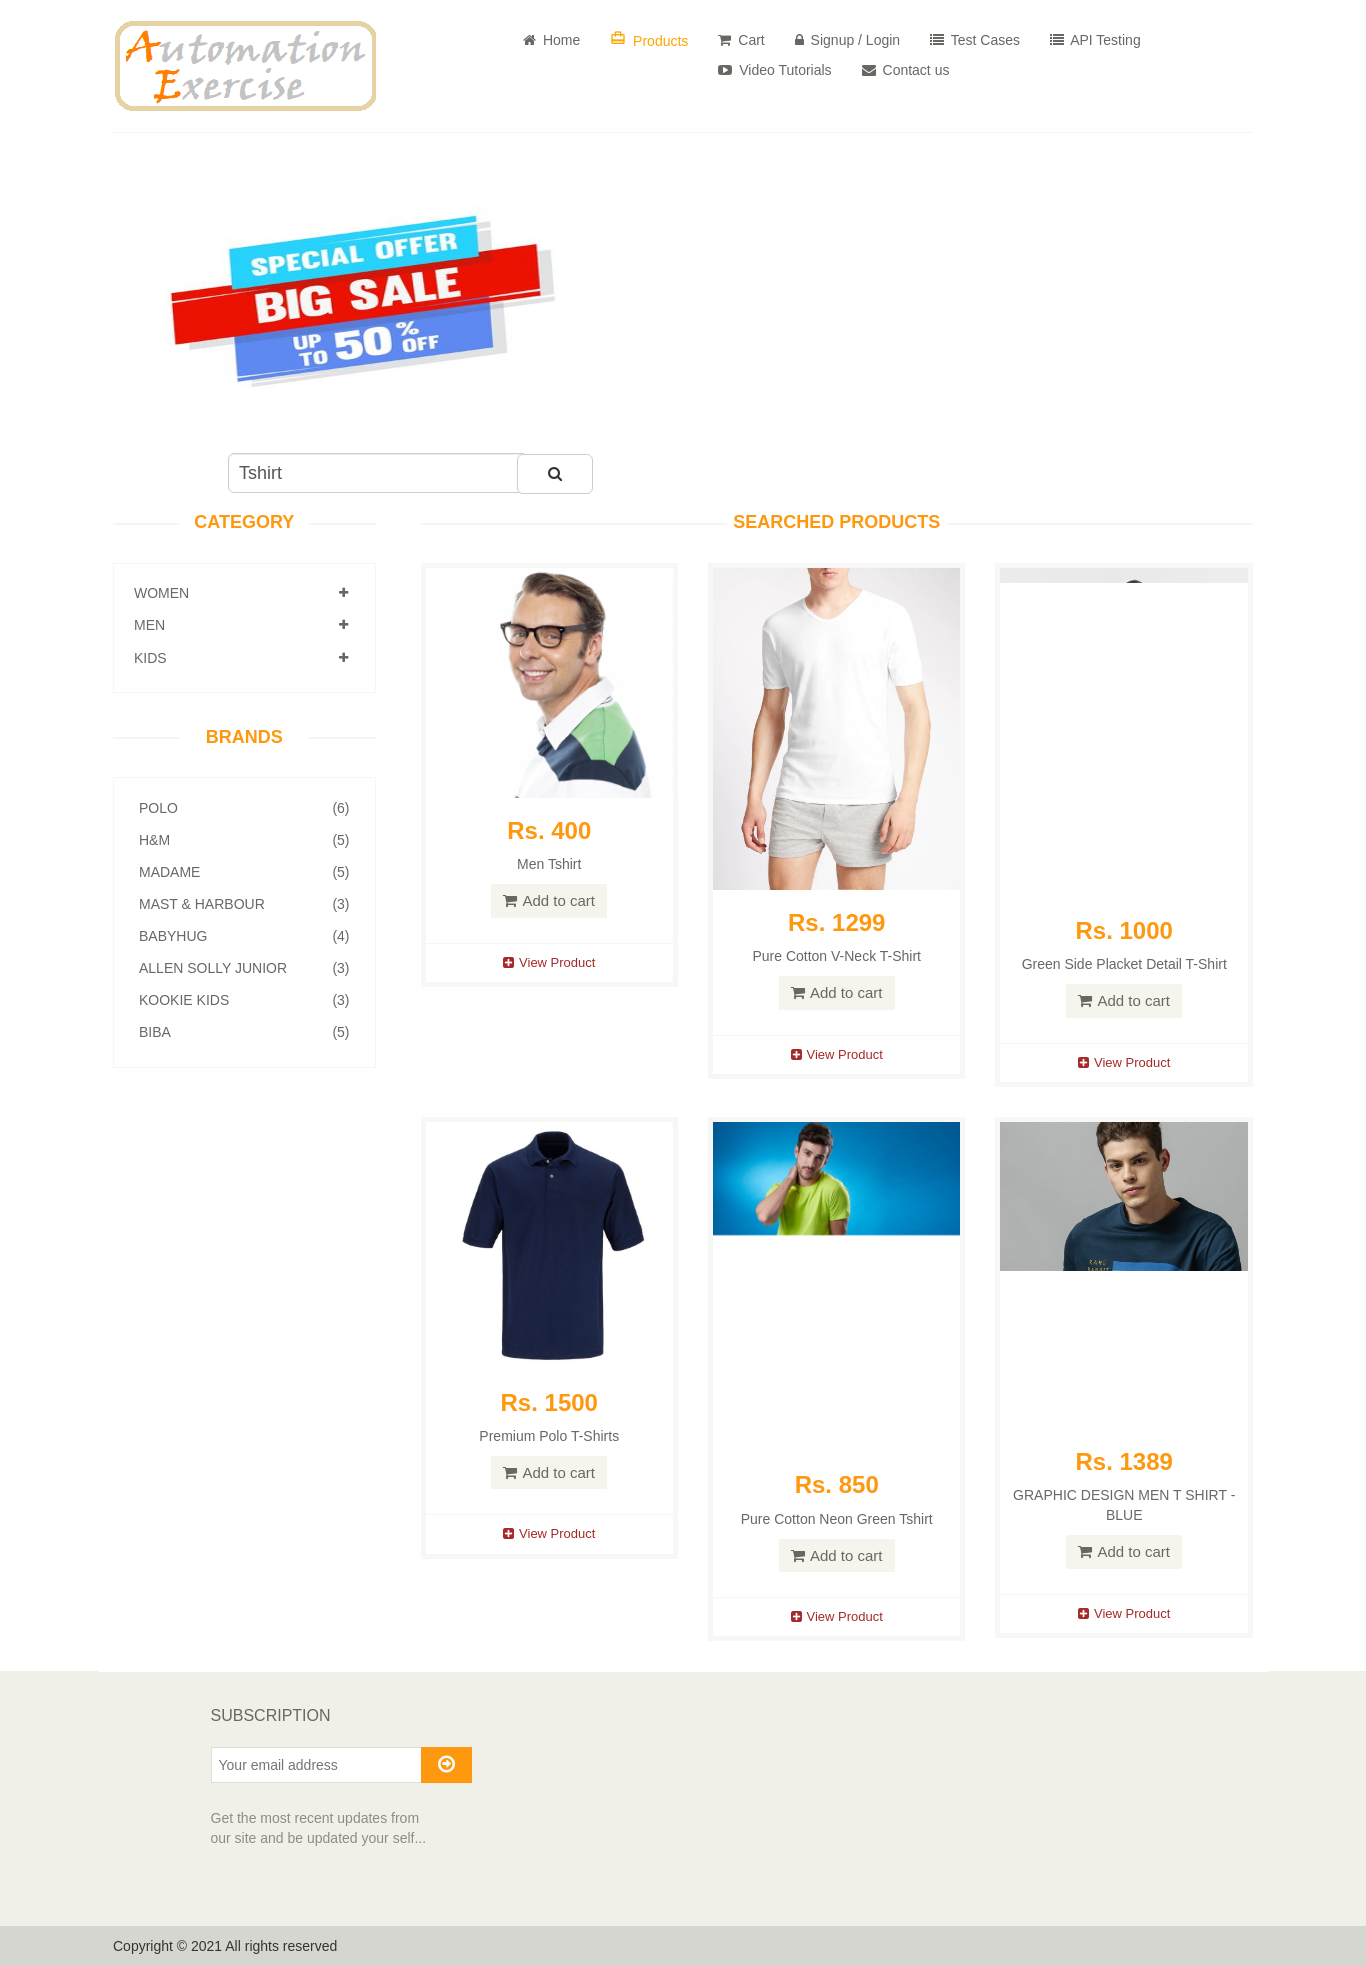 Automation
Exercise
Home
Products
Cart
Signup / Login
Test Cases
API Testing
Video Tutorials
Contact us
SPECIAL OFFER
BIG SALE
UP TO 50% OFF
Tshirt
CATEGORY
WOMEN
MEN
KIDS
BRANDS
POLO (6)
H&M (5)
MADAME (5)
MAST & HARBOUR (3)
BABYHUG (4)
ALLEN SOLLY JUNIOR (3)
KOOKIE KIDS (3)
BIBA (5)
SEARCHED PRODUCTS
Rs. 400
Men Tshirt
Add to cart
View Product
Rs. 1299
Pure Cotton V-Neck T-Shirt
Add to cart
View Product
Rs. 1000
Green Side Placket Detail T-Shirt
Add to cart
View Product
Rs. 1500
Premium Polo T-Shirts
Add to cart
View Product
Rs. 850
Pure Cotton Neon Green Tshirt
Add to cart
View Product
Rs. 1389
GRAPHIC DESIGN MEN T SHIRT -
BLUE
Add to cart
View Product
SUBSCRIPTION
Your email address
Get the most recent updates from
our site and be updated your self...
Copyright © 2021 All rights reserved